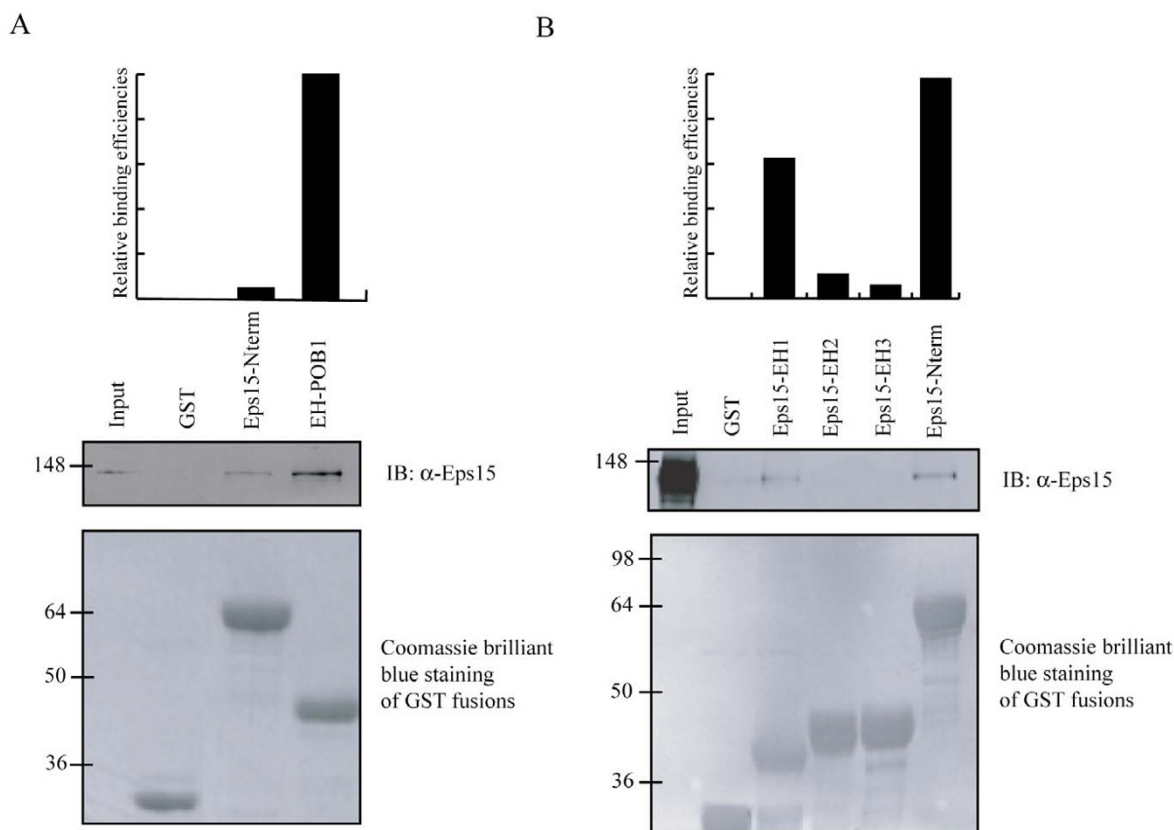 A
Relative binding efficiencies
Input
GST
Eps15-Nterm
EH-POB1
148
IB: α-Eps15
64
50
36
Coomassie brilliant
blue staining
of GST fusions
B
Relative binding efficiencies
Input
GST
Eps15-EH1
Eps15-EH2
Eps15-EH3
Eps15-Nterm
148
IB: α-Eps15
98
64
50
36
Coomassie brilliant
blue staining
of GST fusions